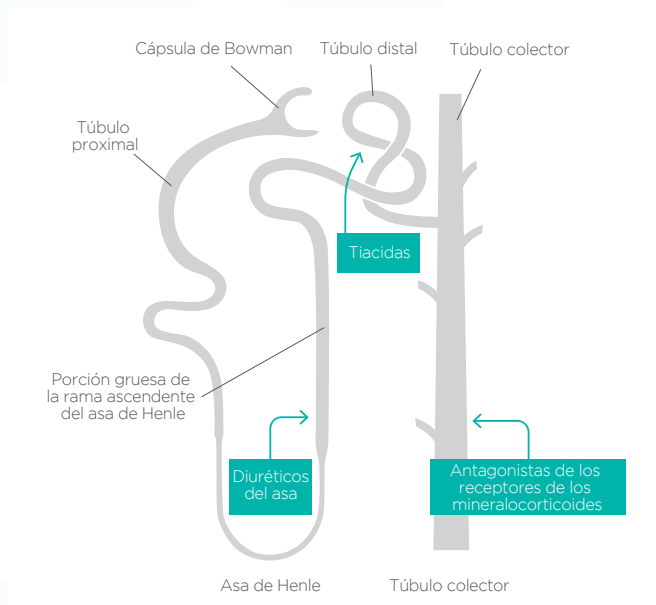 Cápsula de Bowman
Túbulo distal
Túbulo colector
Túbulo
proximal
Tiacidas
Porción gruesa de
la rama ascendente
del asa de Henle
Diuréticos
del asa
Antagonistas de los
receptores de los
mineralocorticoides
Asa de Henle
Túbulo colector